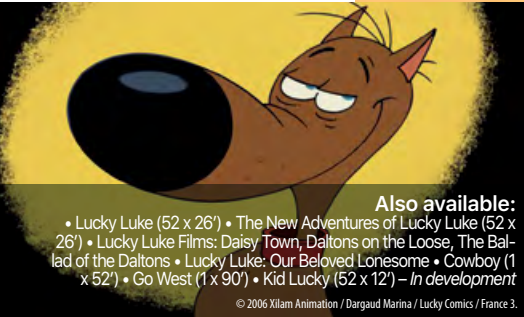 Also available:
• Lucky Luke (52 x 26’) • The New Adventures of Lucky Luke (52 x
26’) • Lucky Luke Films: Daisy Town, Daltons on the Loose, The Bal-
lad of the Daltons • Lucky Luke: Our Beloved Lonesome • Cowboy (1
x 52’) • Go West (1 x 90’) • Kid Lucky (52 x 12’) – In development
© 2006 Xilam Animation / Dargaud Marina / Lucky Comics / France 3.